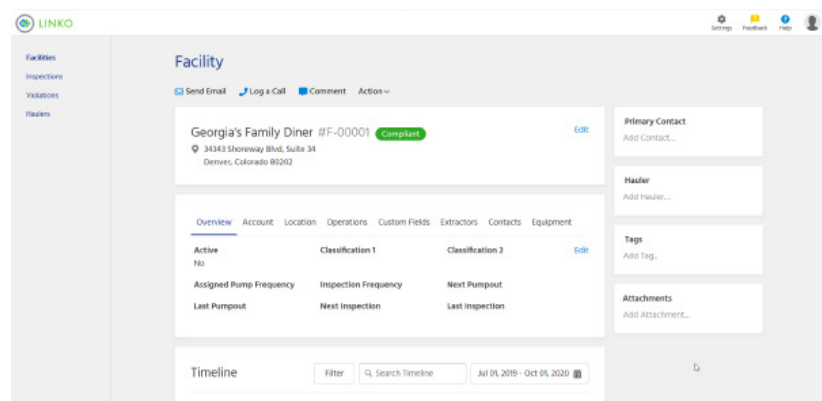 LINKO
Settings Feedback Help
Facilities
Inspections
Violations
Haulers
Facility
Send Email Log a Call Comment Action
Georgia's Family Diner #F-00001 Compliant Edit
34343 Shoreway Blvd, Suite 34
Denver, Colorado 80202
Overview Account Location Operations Custom Fields Extractors Contacts Equipment
Active Classification 1 Classification 2 Edit
No
Assigned Pump Frequency Inspection Frequency Next Pumpout
Last Pumpout Next Inspection Last Inspection
Timeline Filter Search Timeline Jul 01, 2019 - Oct 01, 2020
Primary Contact
Add Contact...
Hauler
Add Hauler...
Tags
Add Tag...
Attachments
Add Attachment...